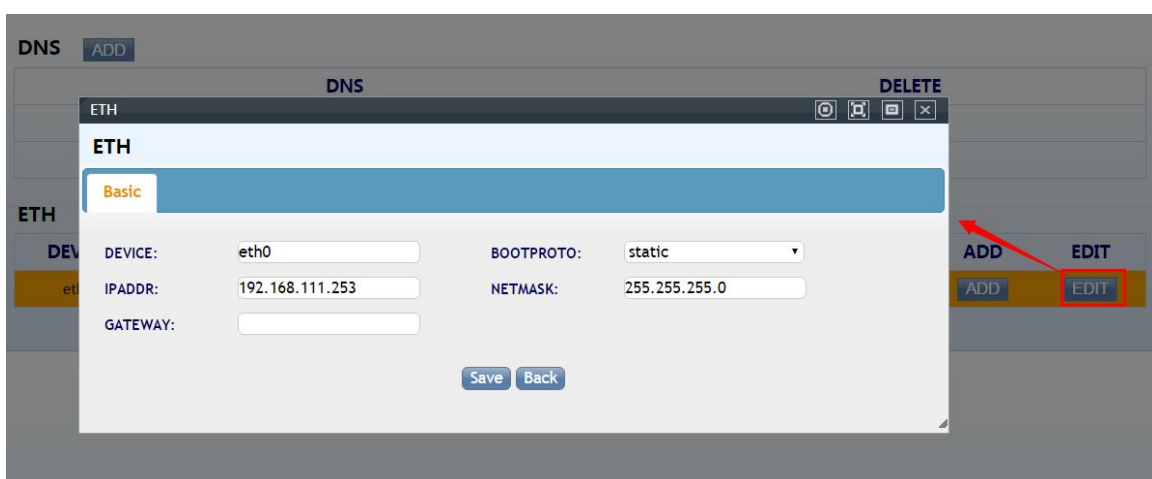 DNS ADD
DNS DELETE
ETH
ETH
Basic
ETH
DEV ADD EDIT
DEVICE: eth0 BOOTPROTO: static
et ADD EDIT
IPADDR: 192.168.111.253 NETMASK: 255.255.255.0
GATEWAY:
Save Back